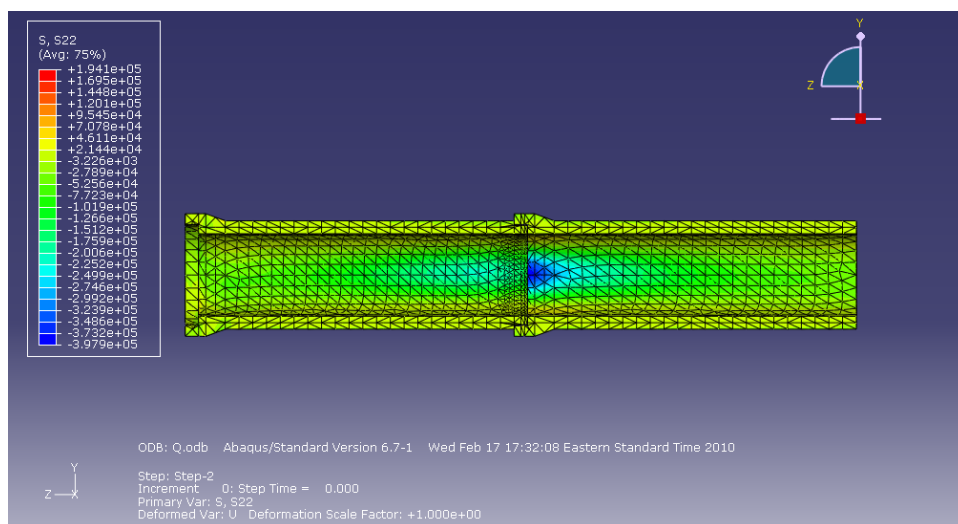 S, S22
(Avg: 75%)
+1.941e+05
+1.695e+05
+1.448e+05
+1.201e+05
+9.545e+04
+7.078e+04
+4.611e+04
+2.144e+04
-3.226e+03
-2.789e+04
-5.256e+04
-7.723e+04
-1.019e+05
-1.266e+05
-1.512e+05
-1.759e+05
-2.006e+05
-2.252e+05
-2.499e+05
-2.746e+05
-2.992e+05
-3.239e+05
-3.486e+05
-3.732e+05
-3.979e+05
Y
Z X
ODB: Q.odb Abaqus/Standard Version 6.7-1 Wed Feb 17 17:32:08 Eastern Standard Time 2010
Y
Z X
Step: Step-2
Increment 0: Step Time = 0.000
Primary Var: S, S22
Deformed Var: U Deformation Scale Factor: +1.000e+00